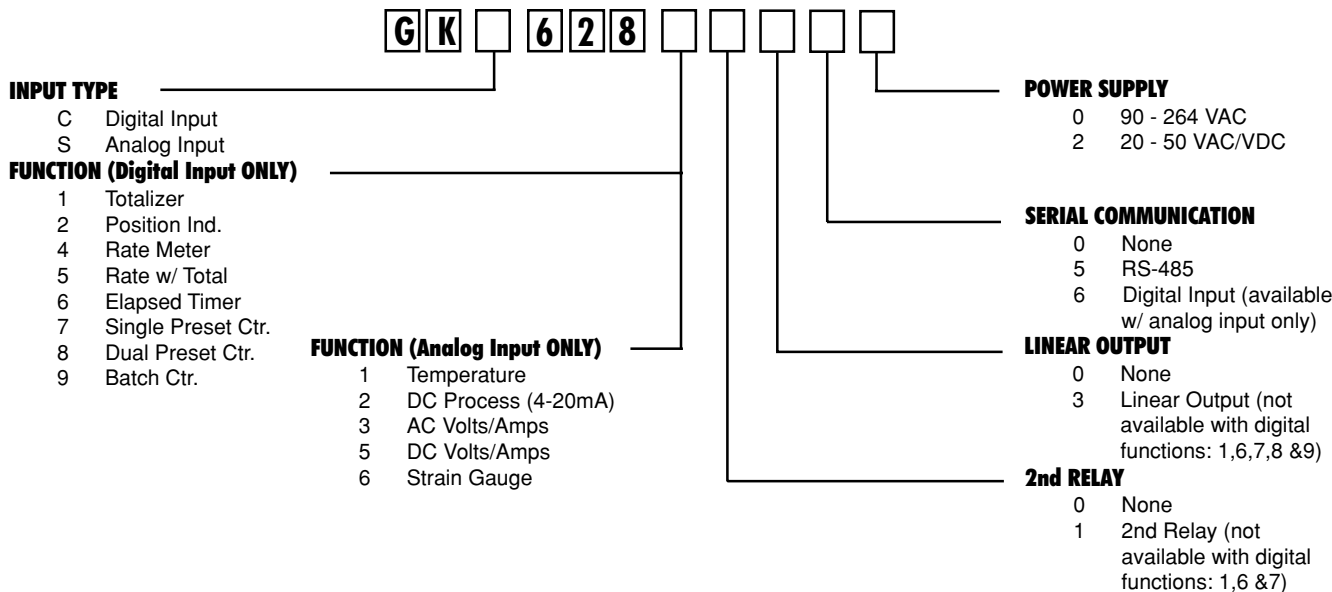 GK 628
INPUT TYPE
C Digital Input
S Analog Input
FUNCTION (Digital Input ONLY)
1 Totalizer
2 Position Ind.
4 Rate Meter
5 Rate w/ Total
6 Elapsed Timer
7 Single Preset Ctr.
8 Dual Preset Ctr.
9 Batch Ctr.
FUNCTION (Analog Input ONLY)
1 Temperature
2 DC Process (4-20mA)
3 AC Volts/Amps
5 DC Volts/Amps
6 Strain Gauge
POWER SUPPLY
0 90 - 264 VAC
2 20 - 50 VAC/VDC
SERIAL COMMUNICATION
0 None
5 RS-485
6 Digital Input (available
w/ analog input only)
LINEAR OUTPUT
0 None
3 Linear Output (not
available with digital
functions: 1,6,7,8 &9)
2nd RELAY
0 None
1 2nd Relay (not
available with digital
functions: 1,6 &7)